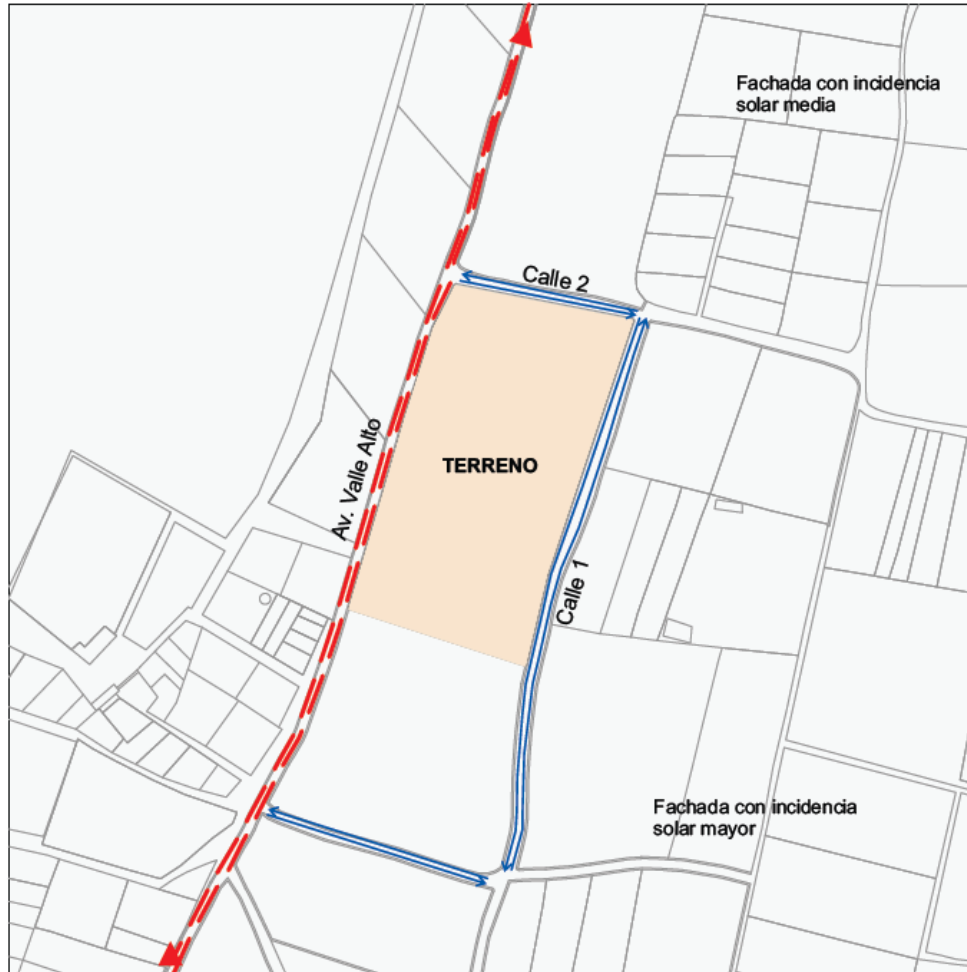 Fachada con incidencia
solar media
Calle 2
Av. Valle Alto
TERRENO
Calle 1
Fachada con incidencia
solar mayor